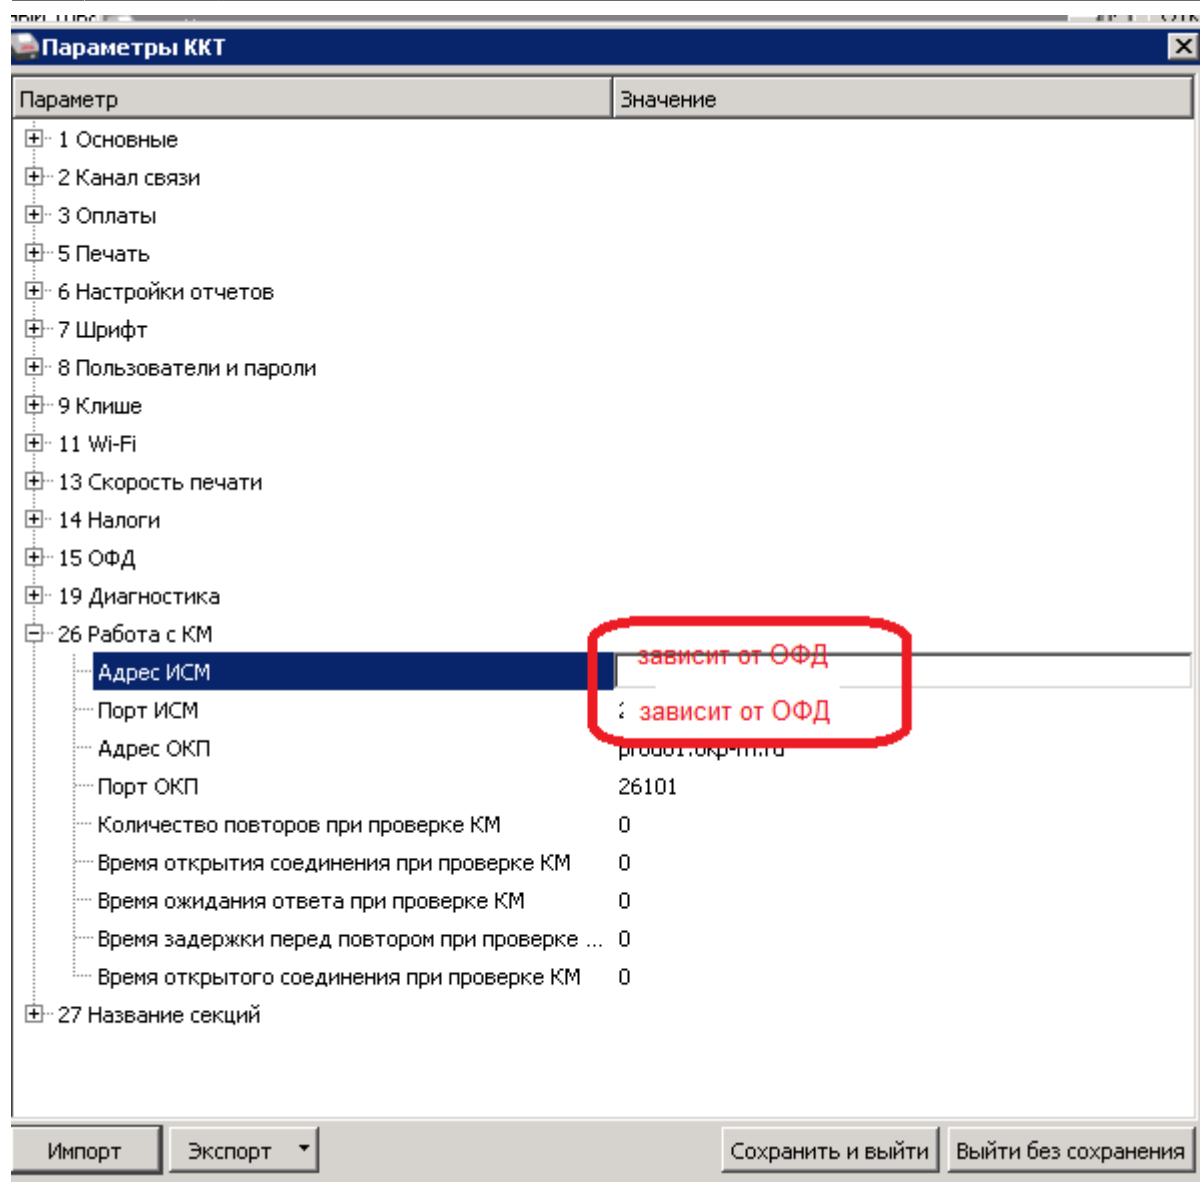 Параметры ККТ
Параметр Значение
1 Основные
2 Канал связи
3 Оплаты
5 Печать
6 Настройки отчетов
7 Шрифт
8 Пользователи и пароли
9 Клише
11 Wi-Fi
13 Скорость печати
14 Налоги
15 ОФД
19 Диагностика
26 Работа с КМ
зависит от ОФД
Адрес ИСМ
Порт ИСМ 2 зависит от ОФД
Адрес ОКП prod01.okp-fn.ru
Порт ОКП 26101
Количество повторов при проверке КМ 0
Время открытия соединения при проверке КМ 0
Время ожидания ответа при проверке КМ 0
Время задержки перед повтором при проверке ... 0
Время открытого соединения при проверке КМ 0
27 Название секций
Импорт Экспорт Сохранить и выйти Выйти без сохранения